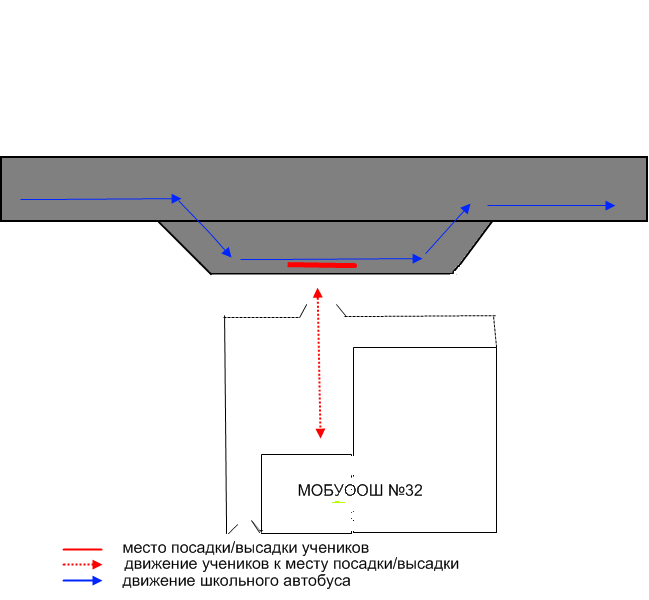 МОБУООШ №32
место посадки/высадки учеников
движение учеников к месту посадки/высадки
движение школьного автобуса